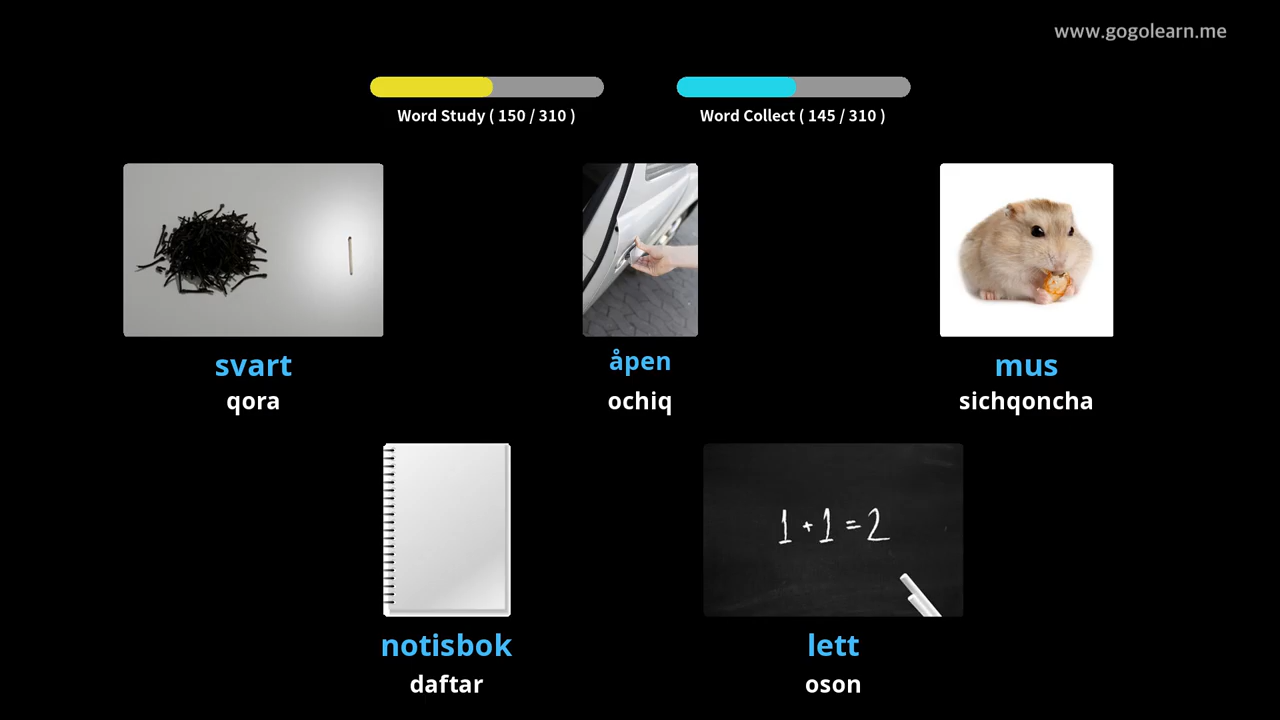 www.gogolearn.me
Word Study ( 150 / 310 )
Word Collect ( 145 / 310 )
svart
qora
åpen
ochiq
mus
sichqoncha
1 + 1 = 2
notisbok
daftar
lett
oson